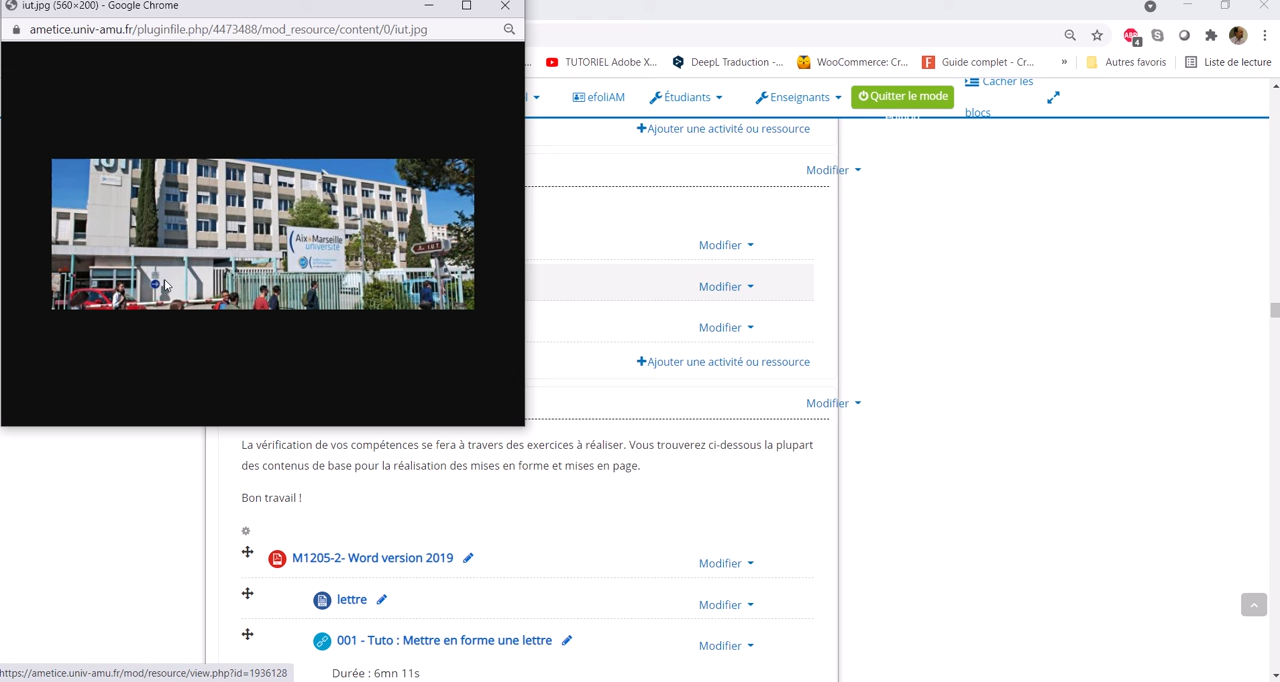 iut.jpg (560×200) - Google Chrome
ametice.univ-amu.fr/pluginfile.php/4473488/mod_resource/content/0/iut.jpg
4
... TUTORIEL Adobe X... DeepL Traduction -... WooCommerce: Cr... Guide complet - Cr... » Autres favoris Liste de lecture
efoliAM Étudiants Enseignants Quitter le mode Cacher les
blocs
Ajouter une activité ou ressource
Modifier
Aix*Marseille
université
IUT
Modifier
Modifier
Modifier
Ajouter une activité ou ressource
Modifier
La vérification de vos compétences se fera à travers des exercices à réaliser. Vous trouverez ci-dessous la plupart
des contenus de base pour la réalisation des mises en forme et mises en page.
Bon travail !
M1205-2- Word version 2019 Modifier
lettre Modifier
001 - Tuto : Mettre en forme une lettre Modifier
https://ametice.univ-amu.fr/mod/resource/view.php?id=1936128 Durée : 6mn 11s